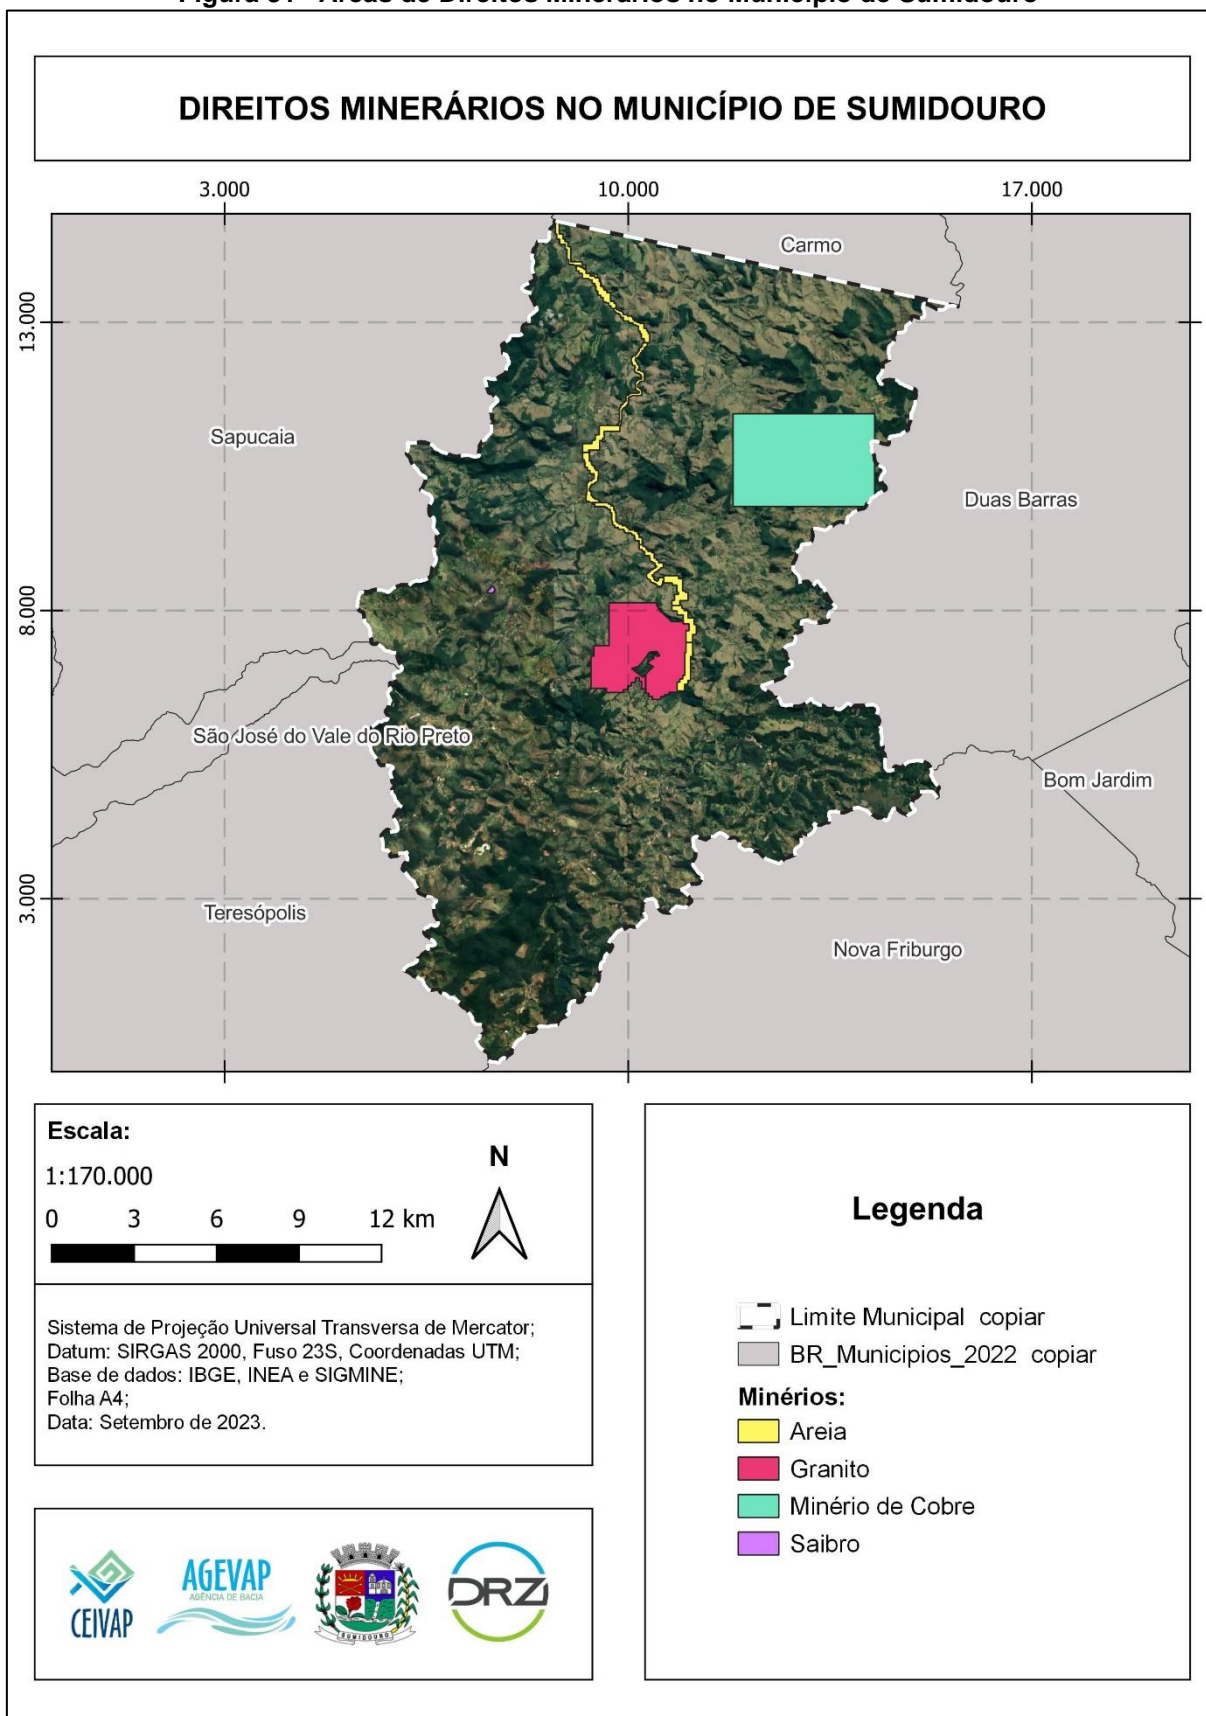 DIREITOS MINERÁRIOS NO MUNICÍPIO DE SUMIDOURO
3.000
10.000
17.000
Carmo
13.000
Sapucaia
Duas Barras
8.000
São José do Vale do Rio Preto
Bom Jardim
3.000
Teresópolis
Nova Friburgo
Escala:
1:170.000
N
0 3 6 9 12 km
Sistema de Projeção Universal Transversa de Mercator;
Datum: SIRGAS 2000, Fuso 23S, Coordenadas UTM;
Base de dados: IBGE, INEA e SIGMINE;
Folha A4;
Data: Setembro de 2023.
Legenda
Limite Municipal copiar
BR_Municipios_2022 copiar
Minérios:
Areia
Granito
Minério de Cobre
Saibro
CEIVAP
AGEVAP
AGÊNCIA DE BACIA
SUMIDOURO
DRZ